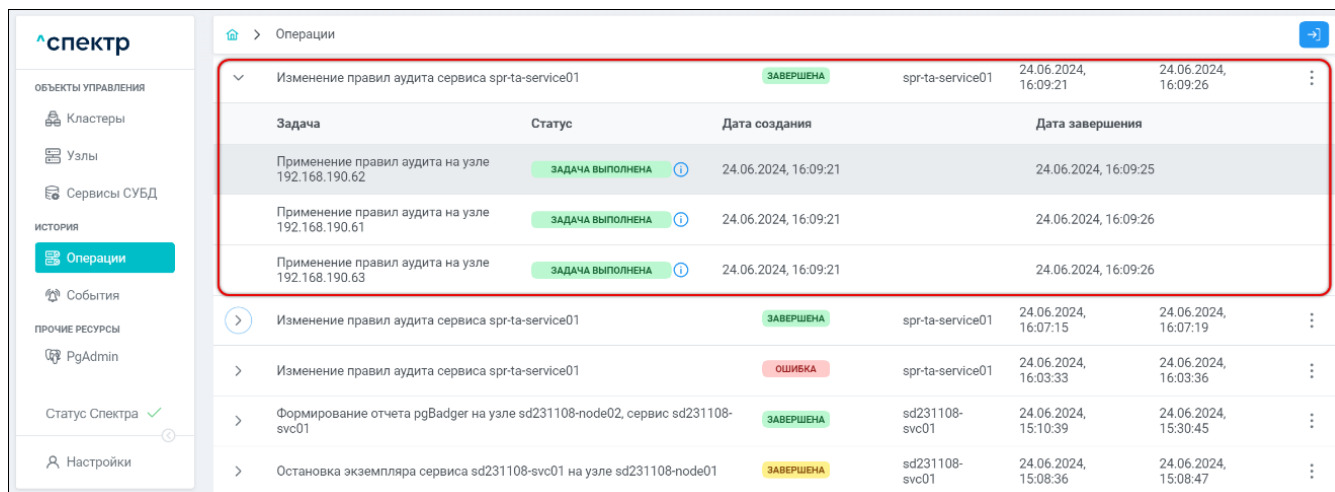 ^спектр
ОБЪЕКТЫ УПРАВЛЕНИЯ
Кластеры
Узлы
Сервисы СУБД
ИСТОРИЯ
Операции
События
ПРОЧИЕ РЕСУРСЫ
PgAdmin
Статус Спектра
Настройки
Операции
Изменение правил аудита сервиса spr-ta-service01 ЗАВЕРШЕНА spr-ta-service01 24.06.2024, 16:09:21 24.06.2024, 16:09:26
Задача Статус Дата создания Дата завершения
Применение правил аудита на узле 192.168.190.62 ЗАДАЧА ВЫПОЛНЕНА 24.06.2024, 16:09:21 24.06.2024, 16:09:25
Применение правил аудита на узле 192.168.190.61 ЗАДАЧА ВЫПОЛНЕНА 24.06.2024, 16:09:21 24.06.2024, 16:09:26
Применение правил аудита на узле 192.168.190.63 ЗАДАЧА ВЫПОЛНЕНА 24.06.2024, 16:09:21 24.06.2024, 16:09:26
Изменение правил аудита сервиса spr-ta-service01 ЗАВЕРШЕНА spr-ta-service01 24.06.2024, 16:07:15 24.06.2024, 16:07:19
Изменение правил аудита сервиса spr-ta-service01 ОШИБКА spr-ta-service01 24.06.2024, 16:03:33 24.06.2024, 16:03:36
Формирование отчета pgBadger на узле sd231108-node02, сервис sd231108-svc01 ЗАВЕРШЕНА sd231108-svc01 24.06.2024, 15:10:39 24.06.2024, 15:30:45
Остановка экземпляра сервиса sd231108-svc01 на узле sd231108-node01 ЗАВЕРШЕНА sd231108-svc01 24.06.2024, 15:08:36 24.06.2024, 15:08:47